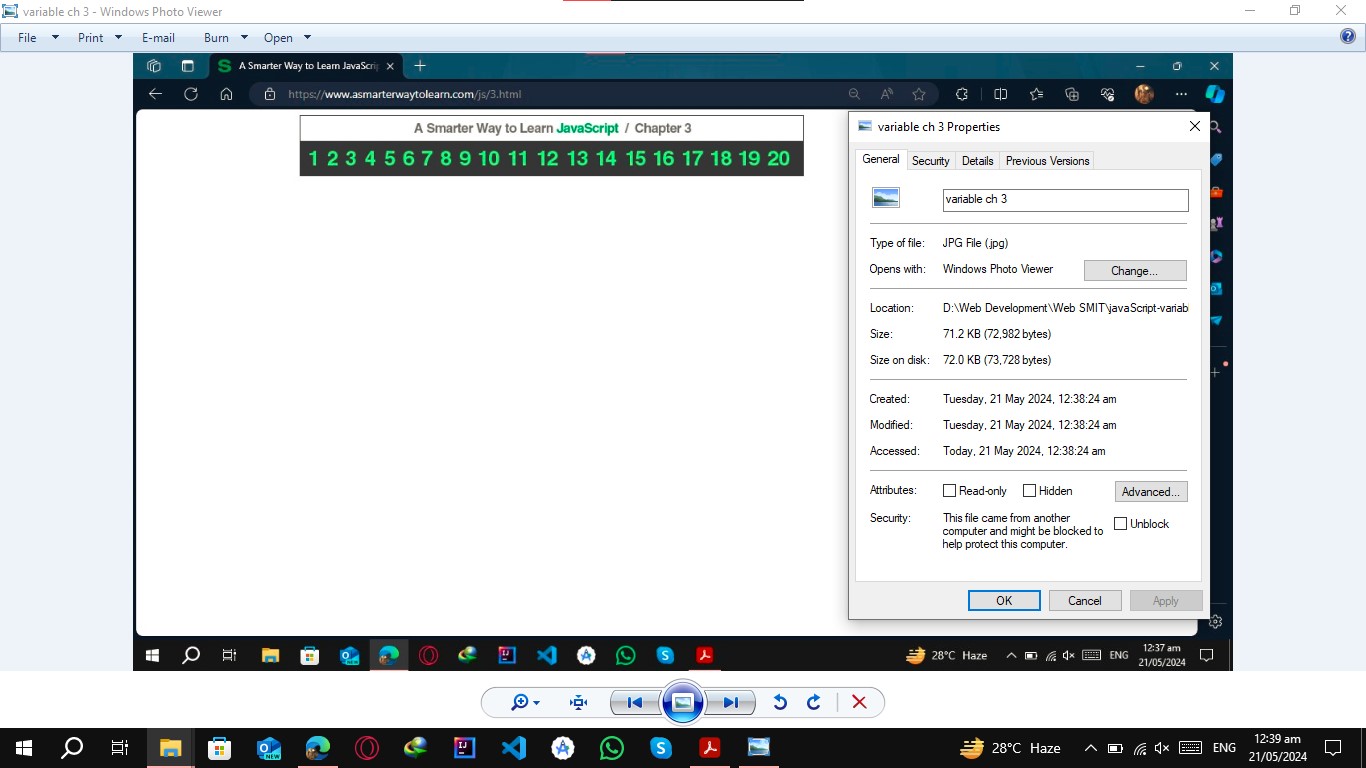 variable ch 3 - Windows Photo Viewer
File Print E-mail Burn Open
A Smarter Way to Learn JavaScri
https://www.asmarterwaytolearn.com/js/3.html
A Smarter Way to Learn JavaScript / Chapter 3
1 2 3 4 5 6 7 8 9 10 11 12 13 14 15 16 17 18 19 20
variable ch 3 Properties
General Security Details Previous Versions
variable ch 3
Type of file: JPG File (.jpg)
Opens with: Windows Photo Viewer Change...
Location: D:\Web Development\Web SMIT\javaScript-variabl
Size: 71.2 KB (72,982 bytes)
Size on disk: 72.0 KB (73,728 bytes)
Created: Tuesday, 21 May 2024, 12:38:24 am
Modified: Tuesday, 21 May 2024, 12:38:24 am
Accessed: Today, 21 May 2024, 12:38:24 am
Attributes: Read-only Hidden Advanced...
Security: This file came from another
computer and might be blocked to
help protect this computer.
Unblock
OK Cancel Apply
28°C Haze ENG 12:37 am
21/05/2024
28°C Haze ENG 12:39 am
21/05/2024